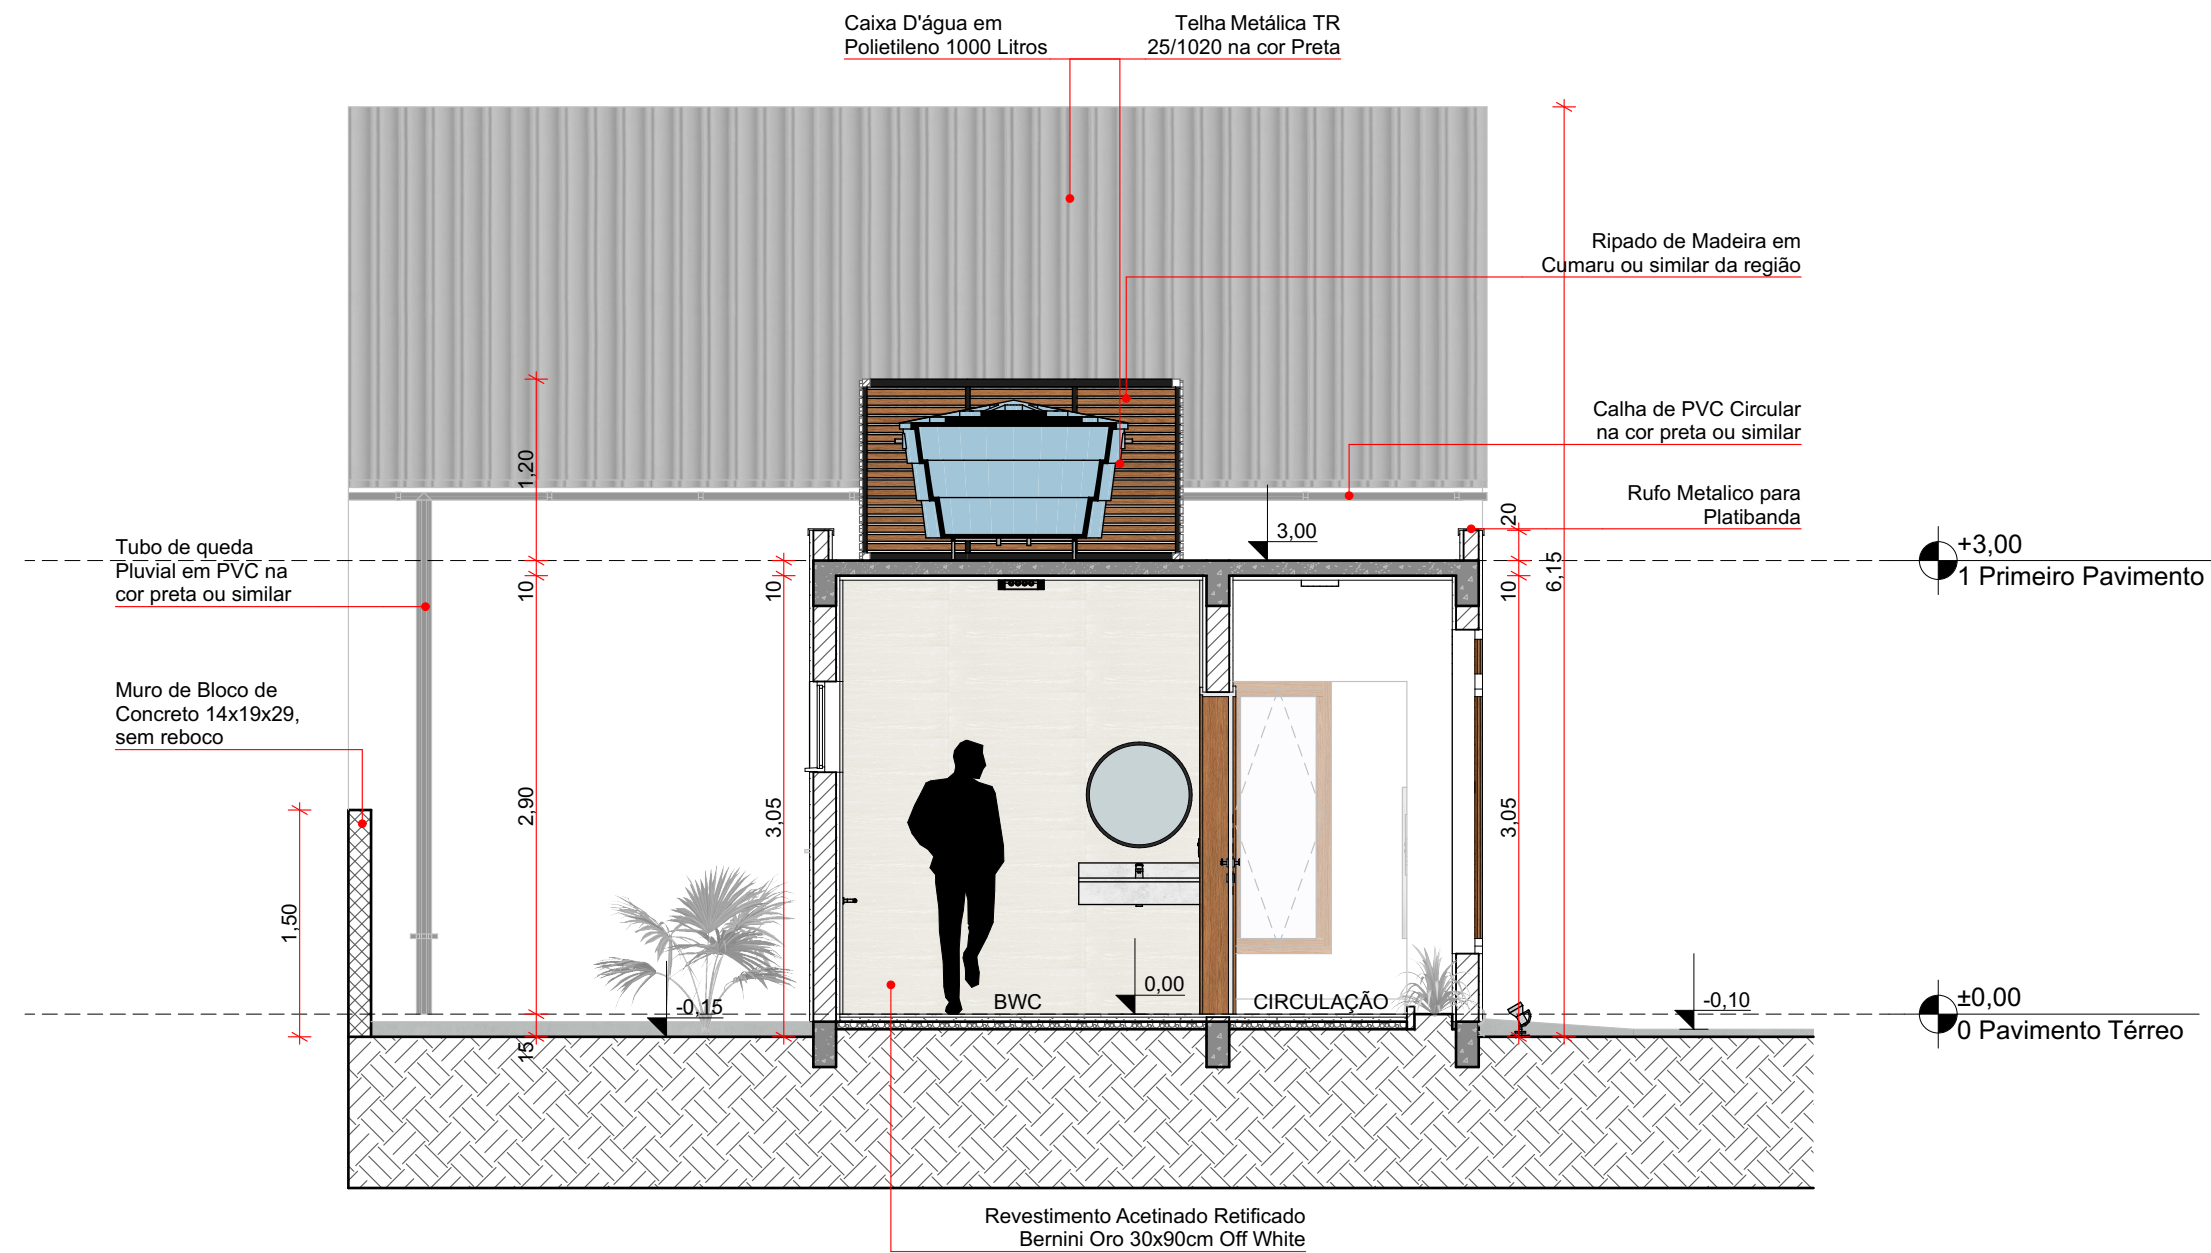 Caixa D'água em
Polietileno 1000 Litros
Telha Metálica TR
25/1020 na cor Preta
Ripado de Madeira em
Cumaru ou similar da região
Calha de PVC Circular
na cor preta ou similar
Rufo Metalico para
Platibanda
1,20
20
3,00
6,15
+3,00
1 Primeiro Pavimento
Tubo de queda
Pluvial em PVC na
cor preta ou similar
10
10
10
Muro de Bloco de
Concreto 14x19x29,
sem reboco
2,90
3,05
3,05
1,50
-0,15
BWC
0,00
CIRCULAÇÃO
-0,10
±0,00
0 Pavimento Térreo
15
Revestimento Acetinado Retificado
Bernini Oro 30x90cm Off White